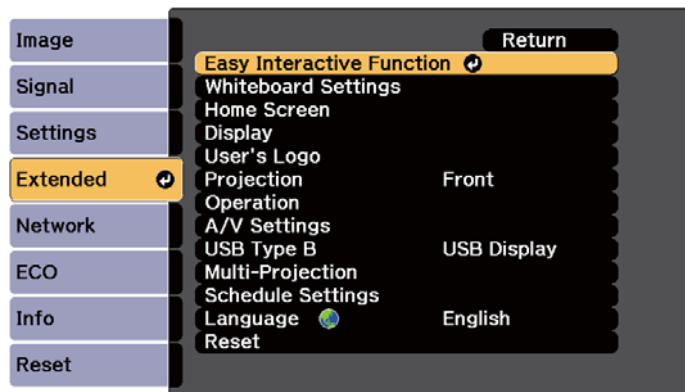 Image
Signal
Settings
Extended
Network
ECO
Info
Reset
Return
Easy Interactive Function
Whiteboard Settings
Home Screen
Display
User's Logo
Projection Front
Operation
A/V Settings
USB Type B USB Display
Multi-Projection
Schedule Settings
Language English
Reset